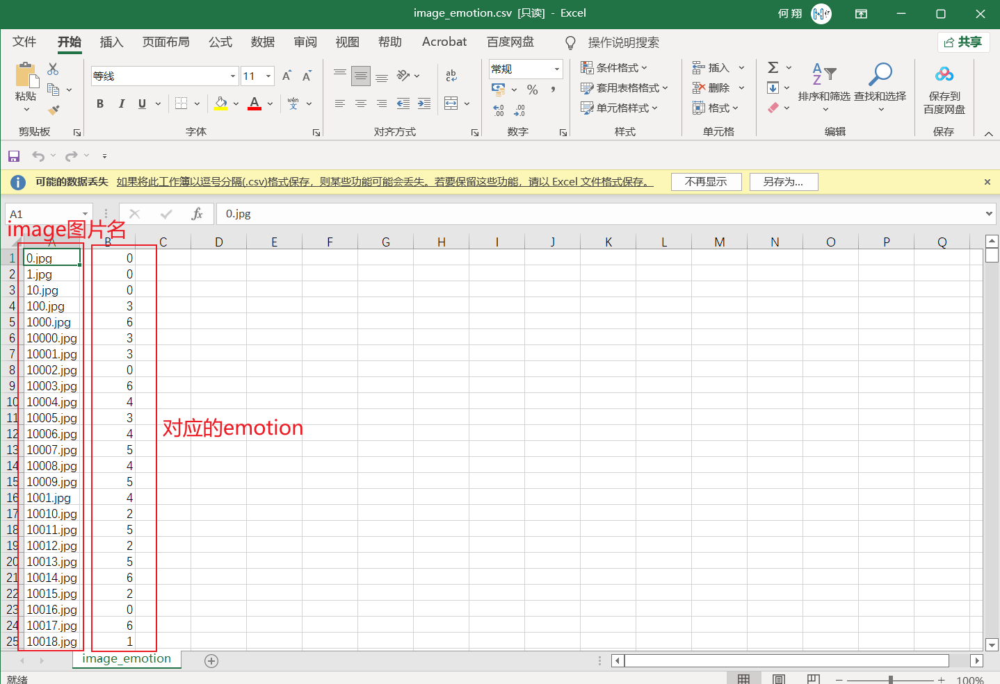 image_emotion.csv [只读] - Excel
何 翔
文件 开始 插入 页面布局 公式 数据 审阅 视图 帮助 Acrobat 百度网盘 操作说明搜索 共享
粘贴
剪贴板
等线 11
B I U wén 文
字体
ab c
对齐方式
常规
% , .00 .00
数字
条件格式
套用表格格式
单元格样式
样式
插入
删除
格式
单元格
排序和筛选 查找和选择
编辑
保存到
百度网盘
保存
可能的数据丢失 如果将此工作簿以逗号分隔(.csv)格式保存，则某些功能可能会丢失。若要保留这些功能，请以 Excel 文件格式保存。 不再显示 另存为...
A1 fx 0.jpg
image图片名
A B C D E F G H I J K L M N O P Q
1 0.jpg 0
2 1.jpg 0
3 10.jpg 0
4 100.jpg 3
5 1000.jpg 6
6 10000.jpg 3
7 10001.jpg 3
8 10002.jpg 0
9 10003.jpg 6
10 10004.jpg 4
11 10005.jpg 3
对应的emotion
12 10006.jpg 4
13 10007.jpg 5
14 10008.jpg 4
15 10009.jpg 5
16 1001.jpg 4
17 10010.jpg 2
18 10011.jpg 5
19 10012.jpg 2
20 10013.jpg 5
21 10014.jpg 6
22 10015.jpg 2
23 10016.jpg 0
24 10017.jpg 6
25 10018.jpg 1
image_emotion
就绪
100%